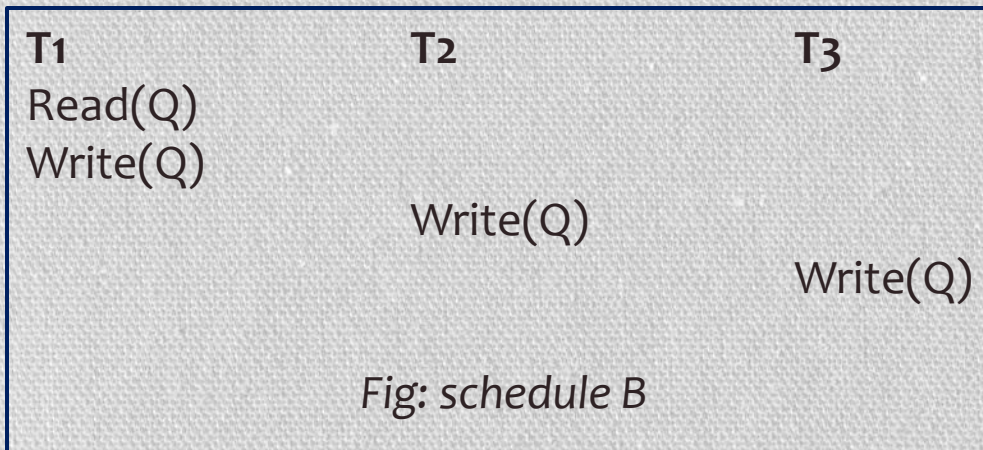 T1 T2 T3
Read(Q)
Write(Q)
Write(Q)
Write(Q)
Fig: schedule B